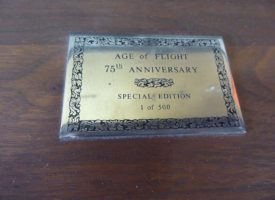 AGE of FLIGHT
75th ANNIVERSARY
SPECIAL EDITION
1 of 500